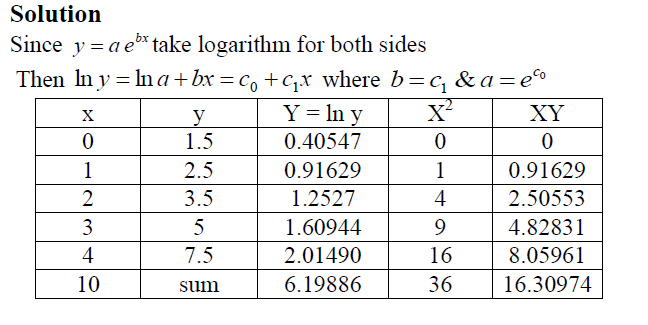 Solution
Since y = a e^{bx} take logarithm for both sides
Then ln y = ln a + bx = c₀ + c₁x where b = c₁ & a = e^{c₀}
x y Y = ln y X² XY
0 1.5 0.40547 0 0
1 2.5 0.91629 1 0.91629
2 3.5 1.2527 4 2.50553
3 5 1.60944 9 4.82831
4 7.5 2.01490 16 8.05961
10 sum 6.19886 36 16.30974